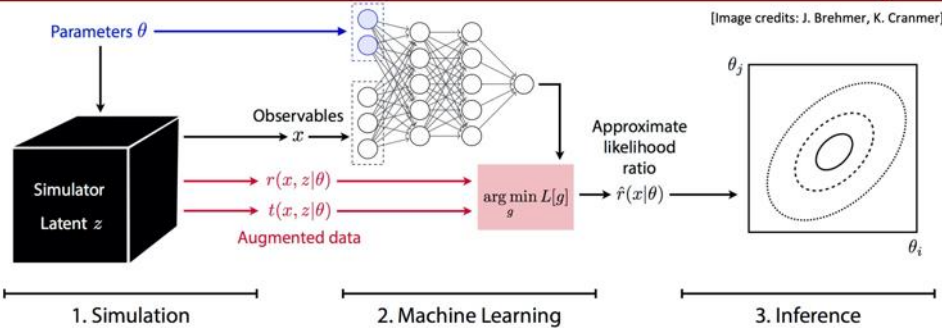 [Image credits: J. Brehmer, K. Cranmer]
Parameters θ
Observables
x
Simulator
Latent z
r(x, z|θ)
t(x, z|θ)
Augmented data
arg min L[g]
g
Approximate
likelihood
ratio
r̂(x|θ)
θj
θi
1. Simulation
2. Machine Learning
3. Inference